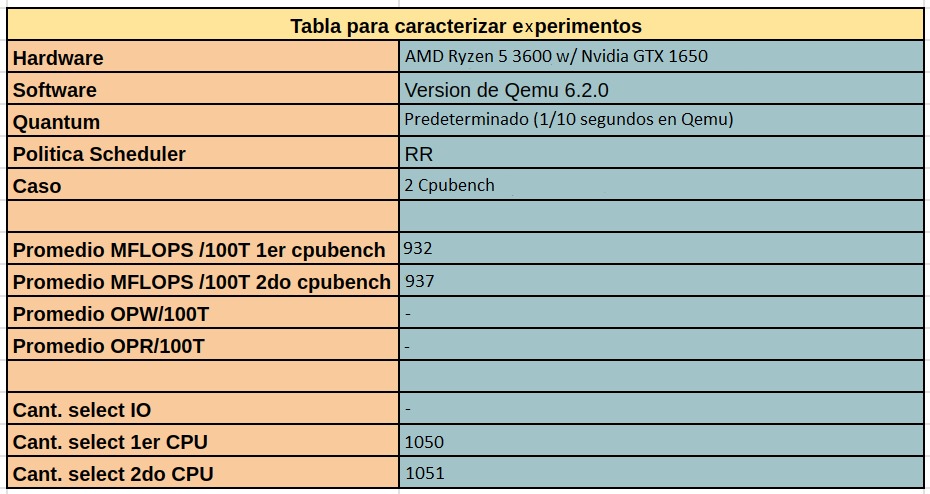 Tabla para caracterizar experimentos
Hardware AMD Ryzen 5 3600 w/ Nvidia GTX 1650
Software Version de Qemu 6.2.0
Quantum Predeterminado (1/10 segundos en Qemu)
Politica Scheduler RR
Caso 2 Cpubench
Promedio MFLOPS /100T 1er cpubench 932
Promedio MFLOPS /100T 2do cpubench 937
Promedio OPW/100T -
Promedio OPR/100T -
Cant. select IO -
Cant. select 1er CPU 1050
Cant. select 2do CPU 1051